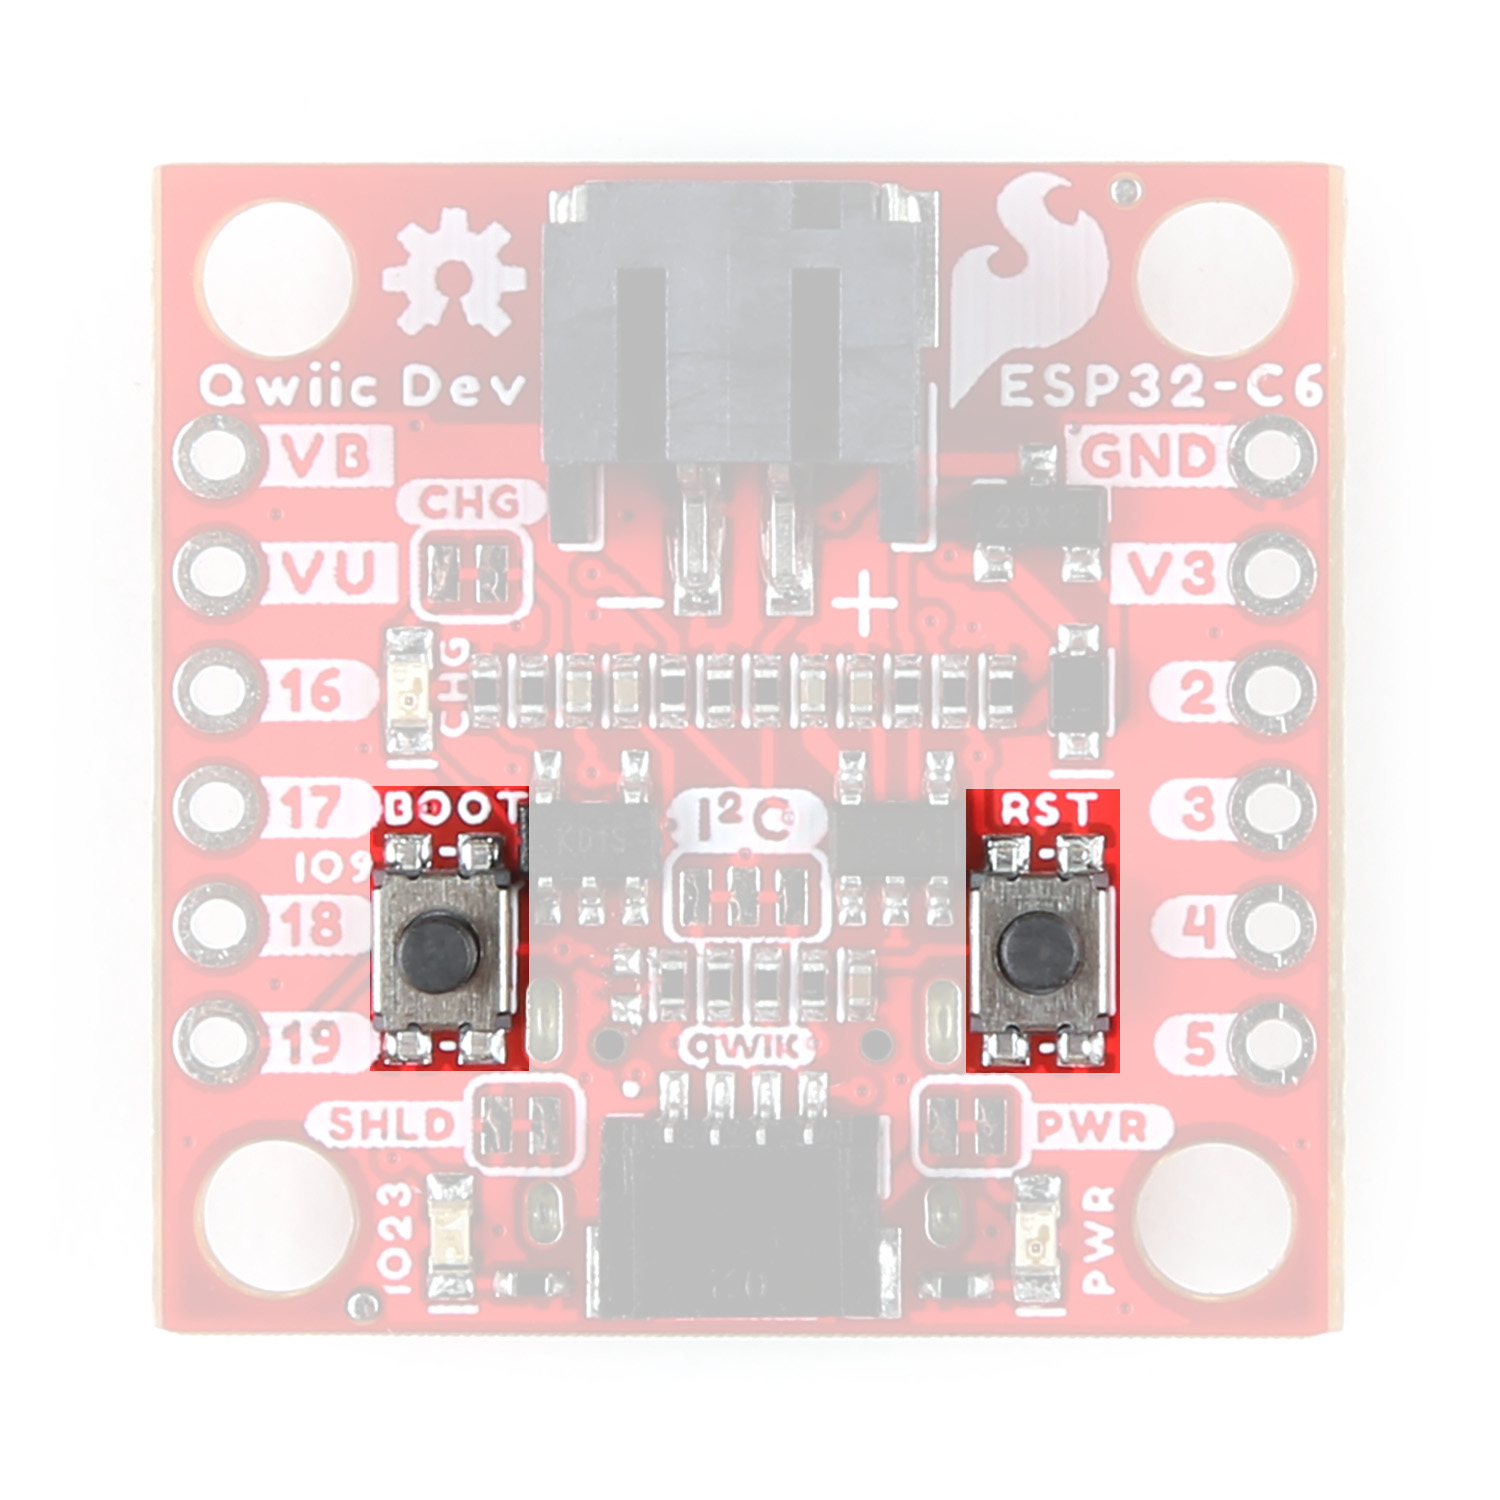 Qwiic Dev
ESP32-C6
VB
GND
CHG
VU
V3
16
CHG
2
17
BOOT
I²C
RST
3
IO9
18
4
19
qwiic
5
SHLD
PWR
IO23
PWR